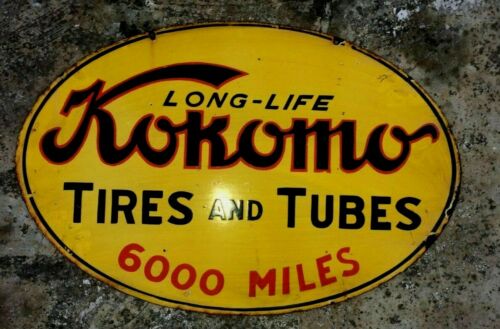 LONG-LIFE
Kokomo
TIRES AND TUBES
6000 MILES